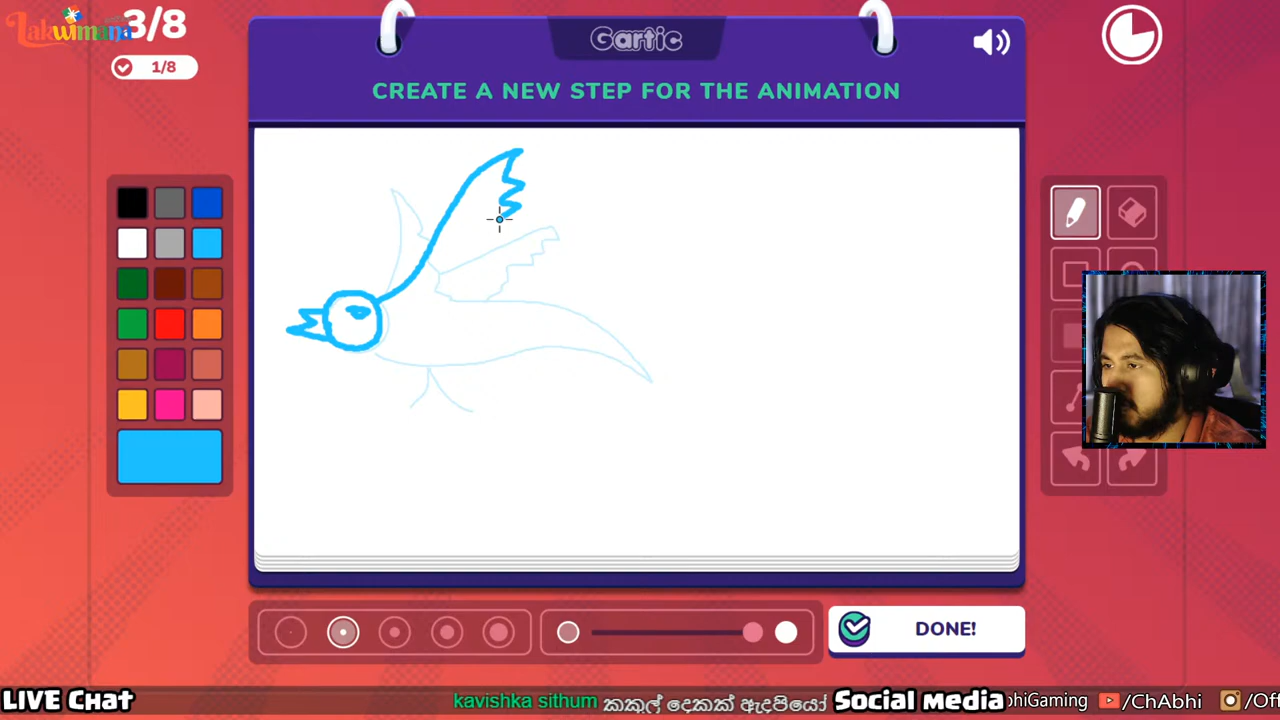 Lakwimana
3/8
1/8
Gartic
CREATE A NEW STEP FOR THE ANIMATION
DONE!
LIVE CHAT
kavishka sithum කකුල් දෙකක් ඇදපියෝ
Social media
hiGaming /ChAbhi /Off